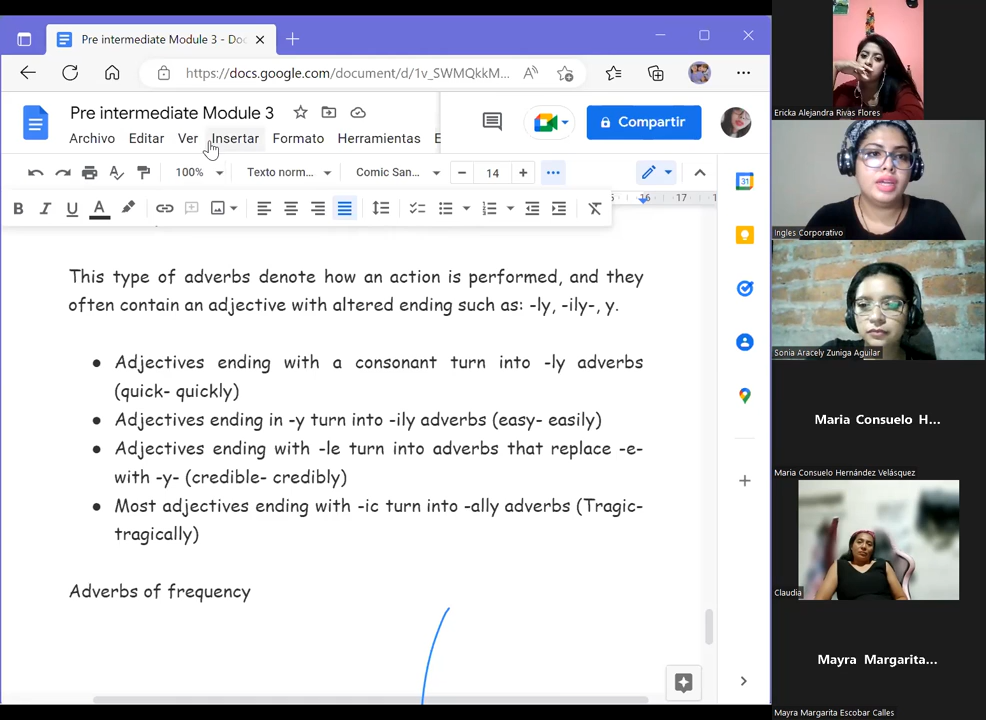 Pre intermediate Module 3 - Doc
https://docs.google.com/document/d/1v_SWMQkkM...
Pre intermediate Module 3
Compartir
Archivo Editar Ver Insertar Formato Herramientas E
100% Texto norm... Comic San... 14
16 17 1
This type of adverbs denote how an action is performed, and they
often contain an adjective with altered ending such as: -ly, -ily-, y.
● Adjectives ending with a consonant turn into -ly adverbs
(quick- quickly)
● Adjectives ending in -y turn into -ily adverbs (easy- easily)
● Adjectives ending with -le turn into adverbs that replace -e-
with -y- (credible- credibly)
● Most adjectives ending with -ic turn into -ally adverbs (Tragic-
tragically)
Adverbs of frequency
31
Ericka Alejandra Rivas Flores
Ingles Corporativo
Sonia Aracely Zuniga Aguilar
Maria Consuelo H...
Maria Consuelo Hernández Velásquez
Claudia
Mayra Margarita...
Mayra Margarita Escobar Calles